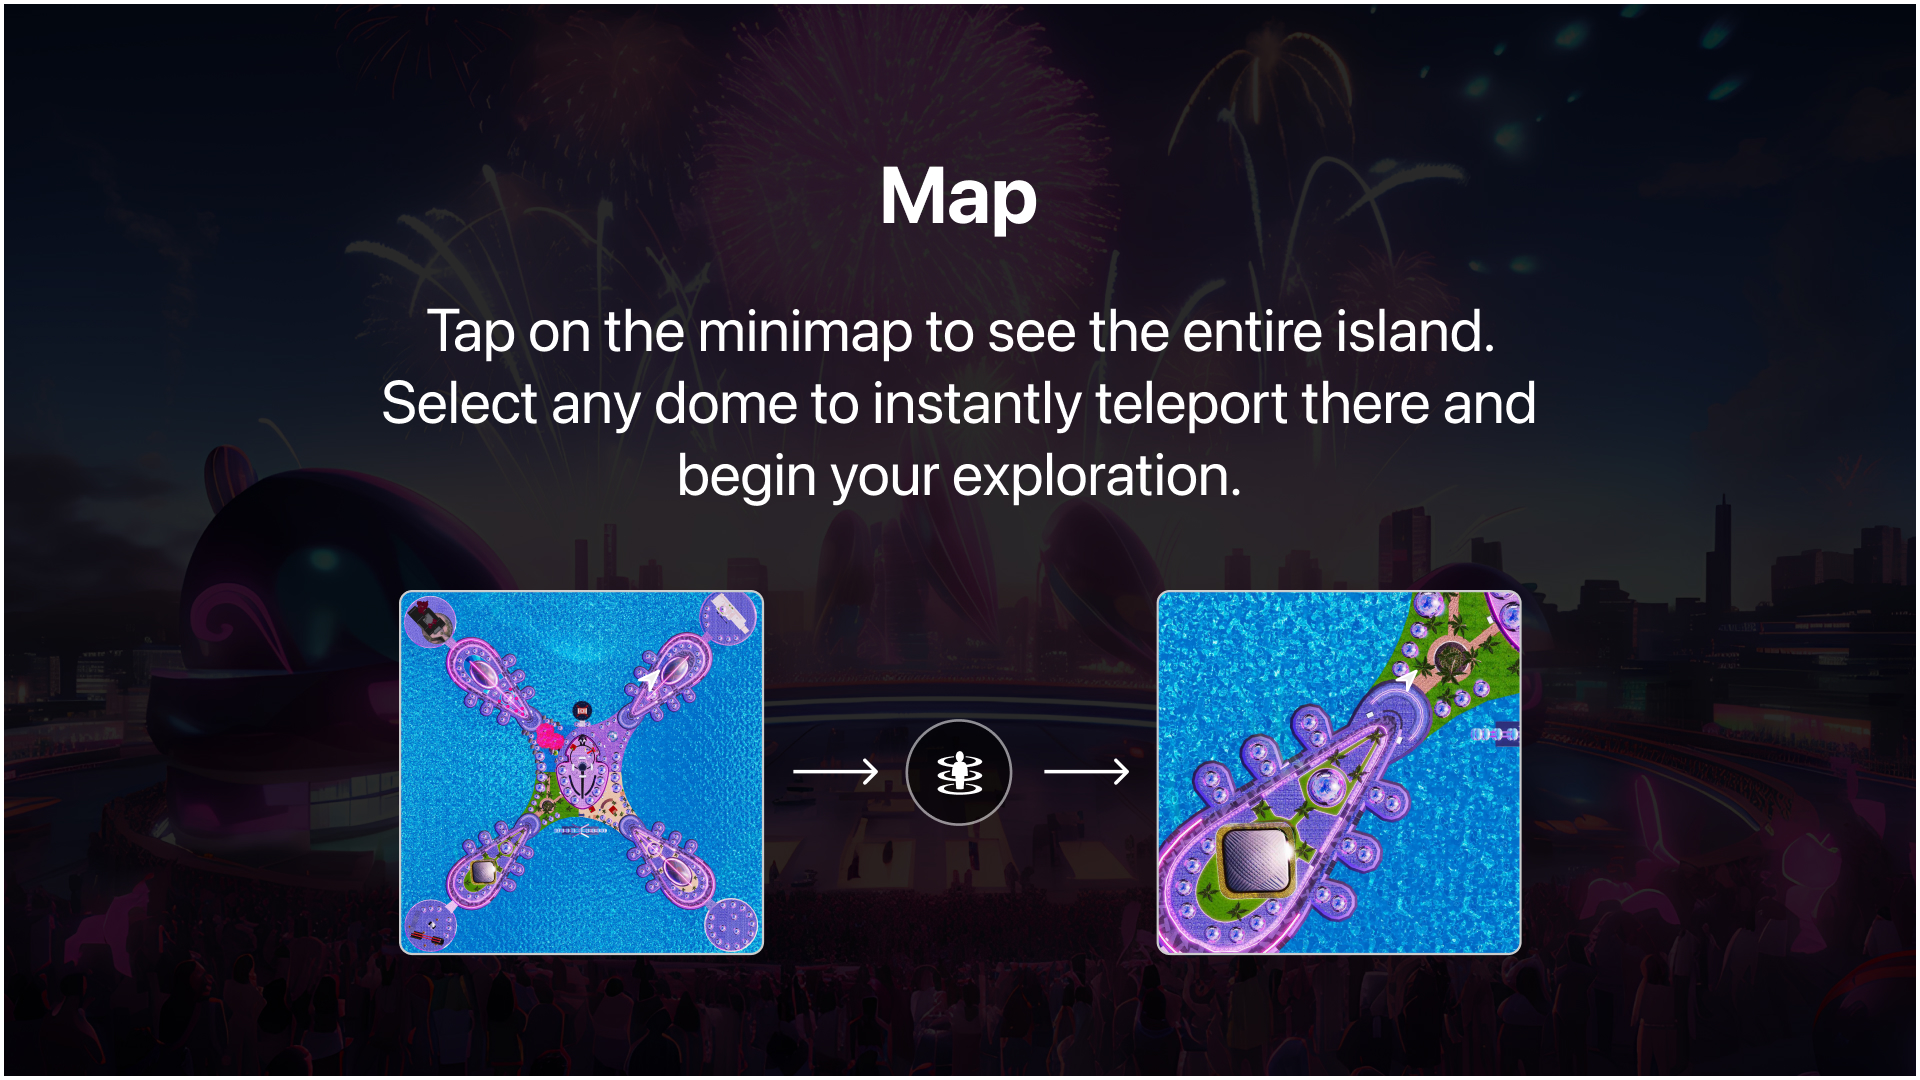 Map
Tap on the minimap to see the entire island.
Select any dome to instantly teleport there and
begin your exploration.